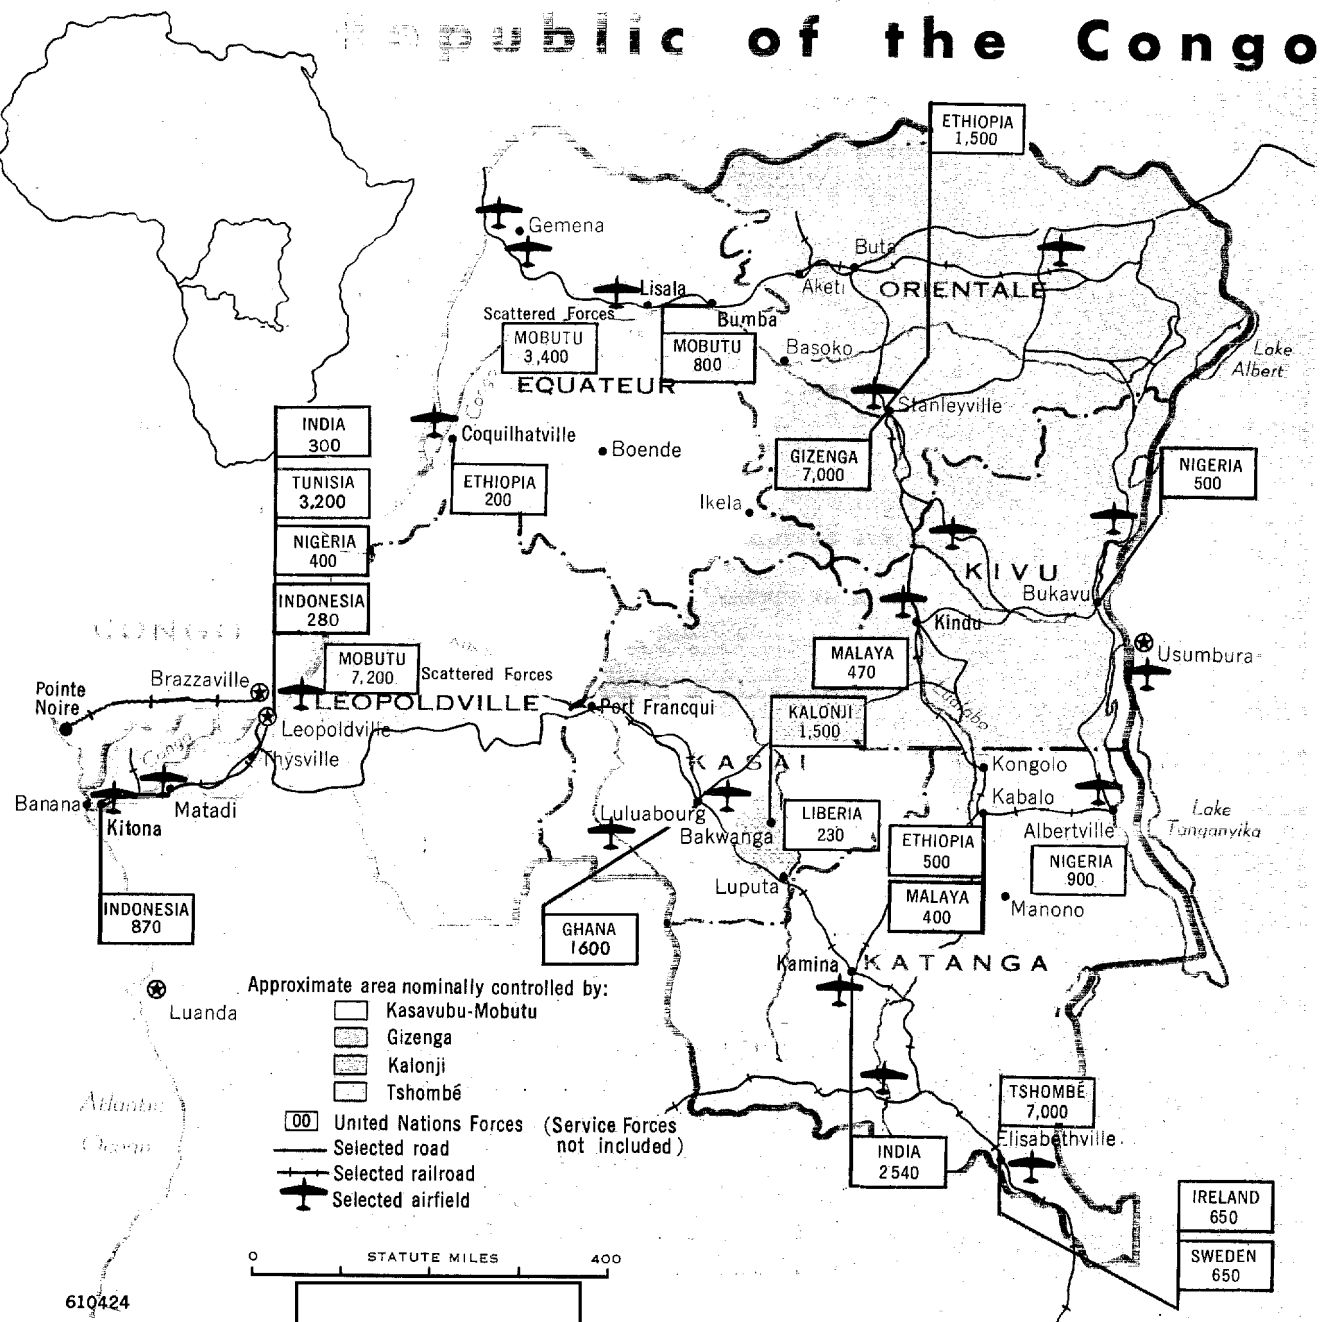 Republic of the Congo
ETHIOPIA
1,500
Gemena
Buta
Aketi
ORIENTALE
Lisala
Scattered Forces
Bumba
MOBUTU
3,400
MOBUTU
800
Basoko
Lake
Albert
EQUATEUR
Congo
Stanleyville
INDIA
300
Coquilhatville
Boende
GIZENGA
7,000
NIGERIA
500
TUNISIA
3,200
ETHIOPIA
200
Ikela
NIGÈRIA
400
KIVU
Bukavu
INDONESIA
280
Kindu
CONGO
MALAYA
470
Usumbura
MOBUTU
7,200
Scattered Forces
Brazzaville
Pointe
Noire
LEOPOLDVILLE
Port Francqui
KALONJI
1,500
Lualaba
Leopoldville
Congo
Thysville
KASAI
Kongolo
Banana
Matadi
Kitona
Luluabourg
Bakwanga
LIBERIA
230
Kabalo
Albertville
Lake
Tanganyika
ETHIOPIA
500
NIGERIA
900
Luputa
MALAYA
400
Manono
INDONESIA
870
GHANA
1600
Kamina
KATANGA
Luanda
Approximate area nominally controlled by:
Kasavubu-Mobutu
Gizenga
Kalonji
Tshombé
00 United Nations Forces (Service Forces
not included)
Selected road
Selected railroad
Selected airfield
Atlantic
Ocean
TSHOMBÉ
7,000
Elisabethville
INDIA
2540
IRELAND
650
SWEDEN
650
0 STATUTE MILES 400
610424